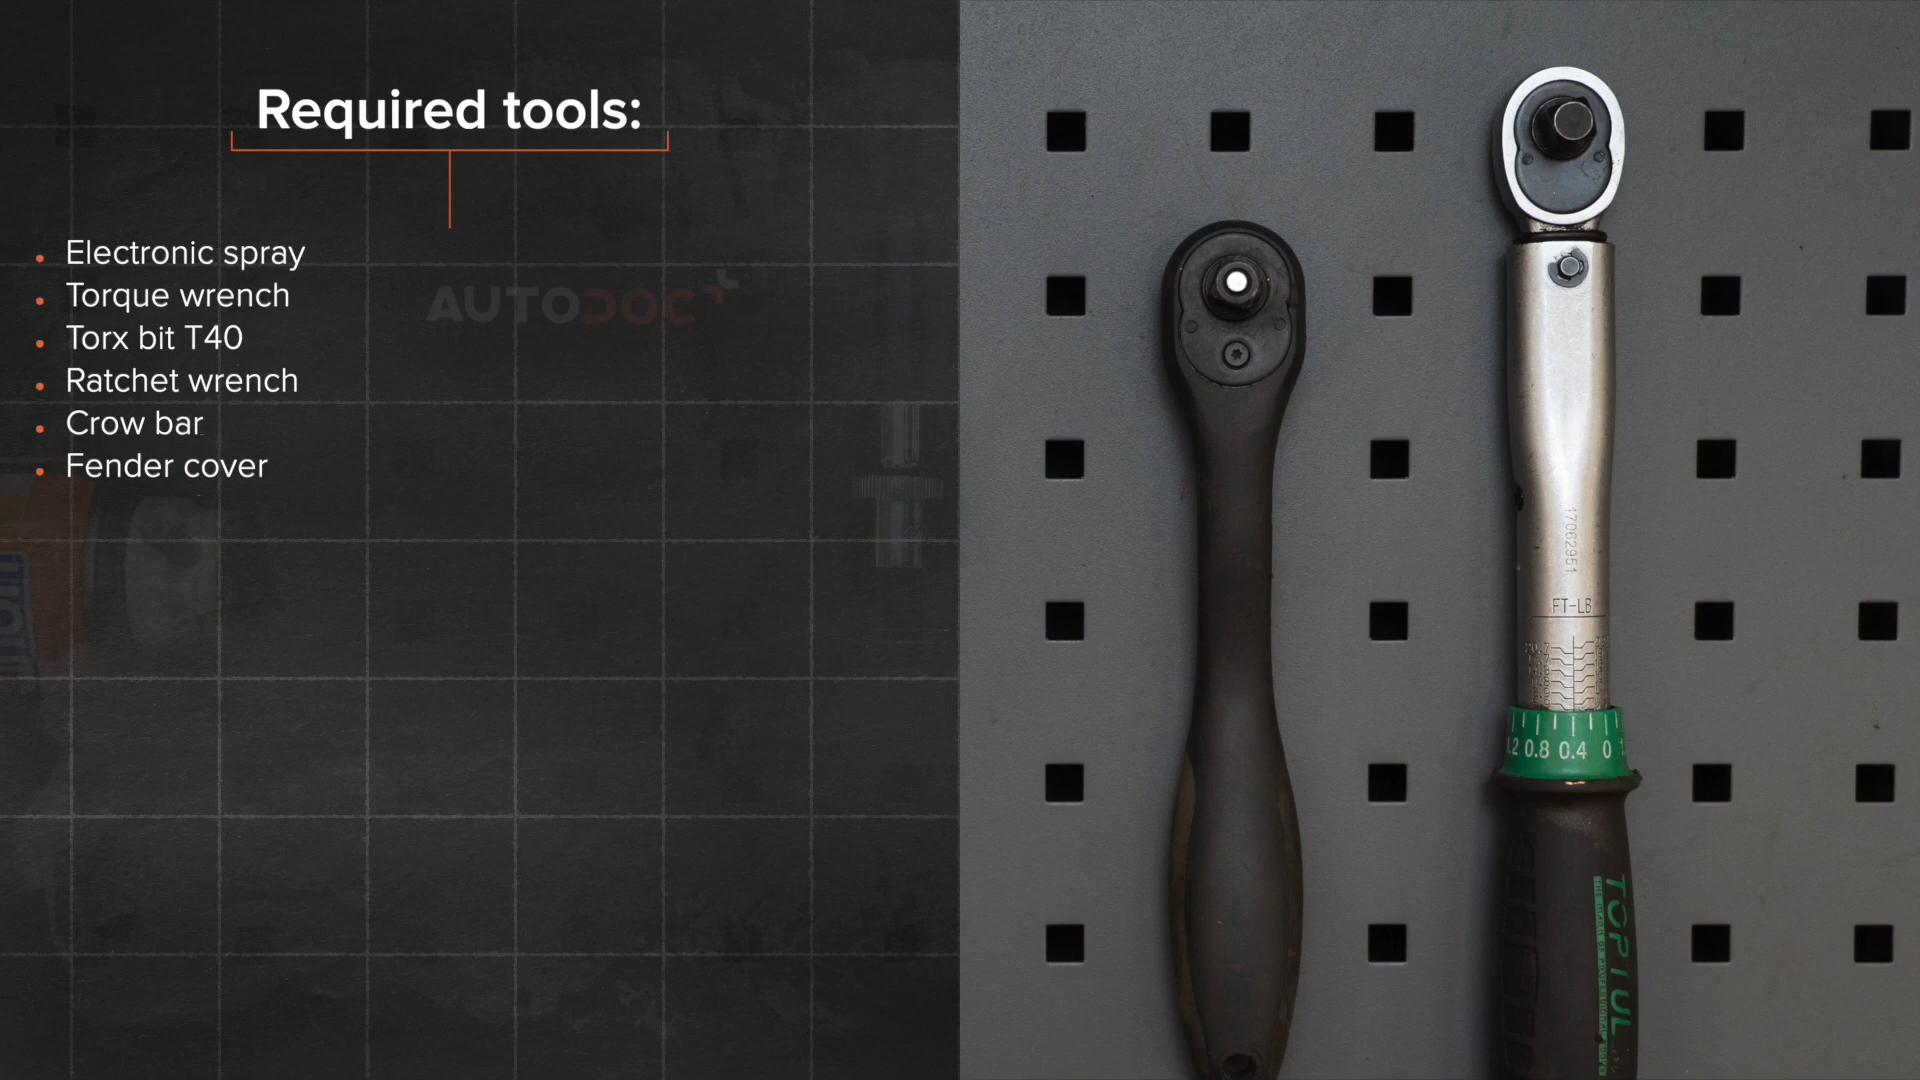 Required tools:
Electronic spray
Torque wrench
Torx bit T40
Ratchet wrench
Crow bar
Fender cover
AUTODOC
17062951
FT-LB
0.8 0.4 0
TOPTUL